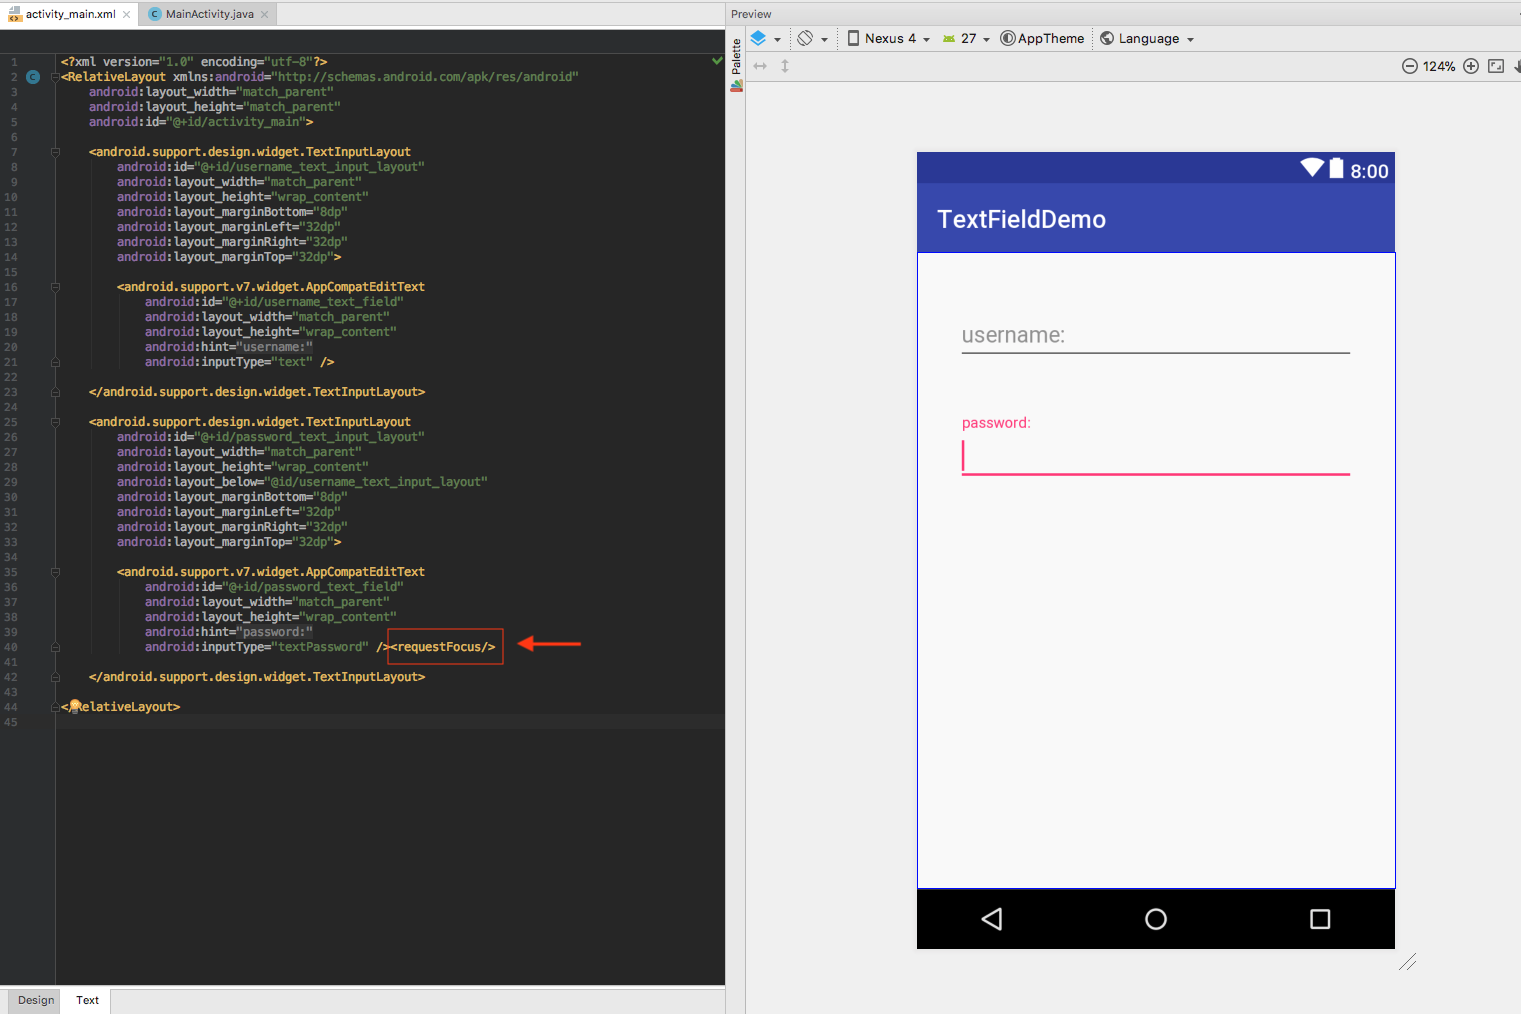 activity_main.xml
MainActivity.java
1 <?xml version="1.0" encoding="utf-8"?>
2 <RelativeLayout xmlns:android="http://schemas.android.com/apk/res/android"
3 android:layout_width="match_parent"
4 android:layout_height="match_parent"
5 android:id="@+id/activity_main">
6
7 <android.support.design.widget.TextInputLayout
8 android:id="@+id/username_text_input_layout"
9 android:layout_width="match_parent"
10 android:layout_height="wrap_content"
11 android:layout_marginBottom="8dp"
12 android:layout_marginLeft="32dp"
13 android:layout_marginRight="32dp"
14 android:layout_marginTop="32dp">
15
16 <android.support.v7.widget.AppCompatEditText
17 android:id="@+id/username_text_field"
18 android:layout_width="match_parent"
19 android:layout_height="wrap_content"
20 android:hint="username:"
21 android:inputType="text" />
22
23 </android.support.design.widget.TextInputLayout>
24
25 <android.support.design.widget.TextInputLayout
26 android:id="@+id/password_text_input_layout"
27 android:layout_width="match_parent"
28 android:layout_height="wrap_content"
29 android:layout_below="@id/username_text_input_layout"
30 android:layout_marginBottom="8dp"
31 android:layout_marginLeft="32dp"
32 android:layout_marginRight="32dp"
33 android:layout_marginTop="32dp">
34
35 <android.support.v7.widget.AppCompatEditText
36 android:id="@+id/password_text_field"
37 android:layout_width="match_parent"
38 android:layout_height="wrap_content"
39 android:hint="password:"
40 android:inputType="textPassword" /><requestFocus/>
41
42 </android.support.design.widget.TextInputLayout>
43
44 </RelativeLayout>
45
Design Text
Preview
Palette
Nexus 4 27 AppTheme Language
124%
8:00
TextFieldDemo
username:
password: